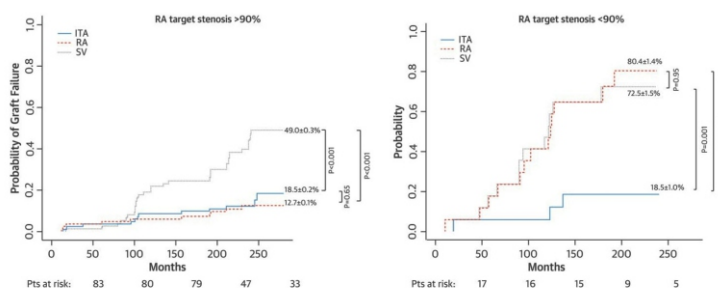 RA target stenosis >90%
ITA
RA
SV
Probability of Graft Failure
0.0
0.2
0.4
0.6
0.8
1.0
49.0±0.3%
18.5±0.2%
12.7±0.1%
P<0.001
P=0.65
P<0.001
0 50 100 150 200 250
Months
Pts at risk: 83 80 79 47 33
RA target stenosis <90%
ITA
RA
SV
Probability
0.0
0.2
0.4
0.6
0.8
1.0
80.4±1.4%
72.5±1.5%
18.5±1.0%
P=0.95
P<0.001
P<0.001
0 50 100 150 200 250
Months
Pts at risk: 17 16 15 9 5